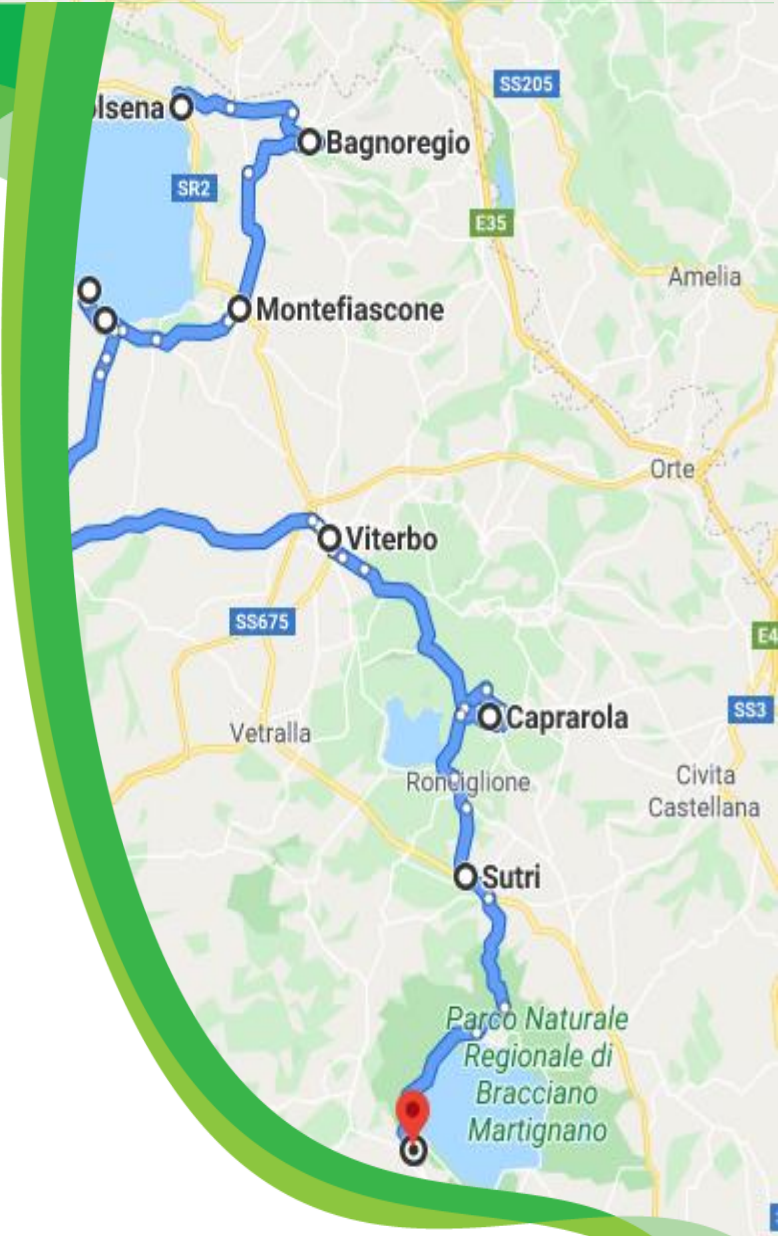 SS205
olsena
Bagnoregio
SR2
E35
Amelia
Montefiascone
Orte
Viterbo
SS675
E4
Caprarola
SS3
Vetralla
Ronciglione
Civita
Castellana
Sutri
Parco Naturale
Regionale di
Bracciano
Martignano